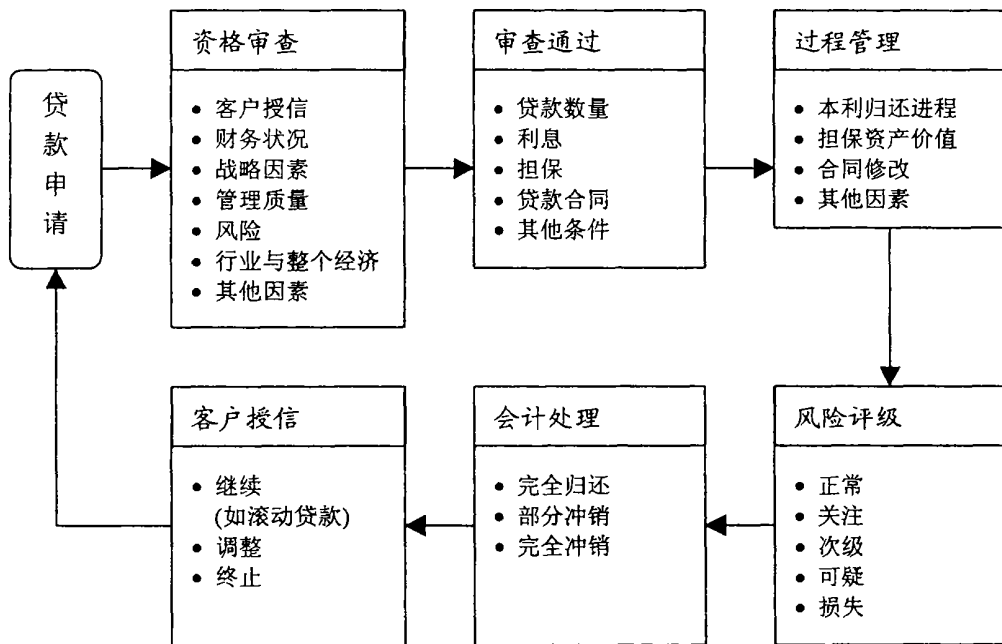 贷款申请
资格审查
• 客户授信
• 财务状况
• 战略因素
• 管理质量
• 风险
• 行业与整个经济
• 其他因素
审查通过
• 贷款数量
• 利息
• 担保
• 贷款合同
• 其他条件
过程管理
• 本利归还进程
• 担保资产价值
• 合同修改
• 其他因素
客户授信
• 继续
(如滚动贷款)
• 调整
• 终止
会计处理
• 完全归还
• 部分冲销
• 完全冲销
风险评级
• 正常
• 关注
• 次级
• 可疑
• 损失